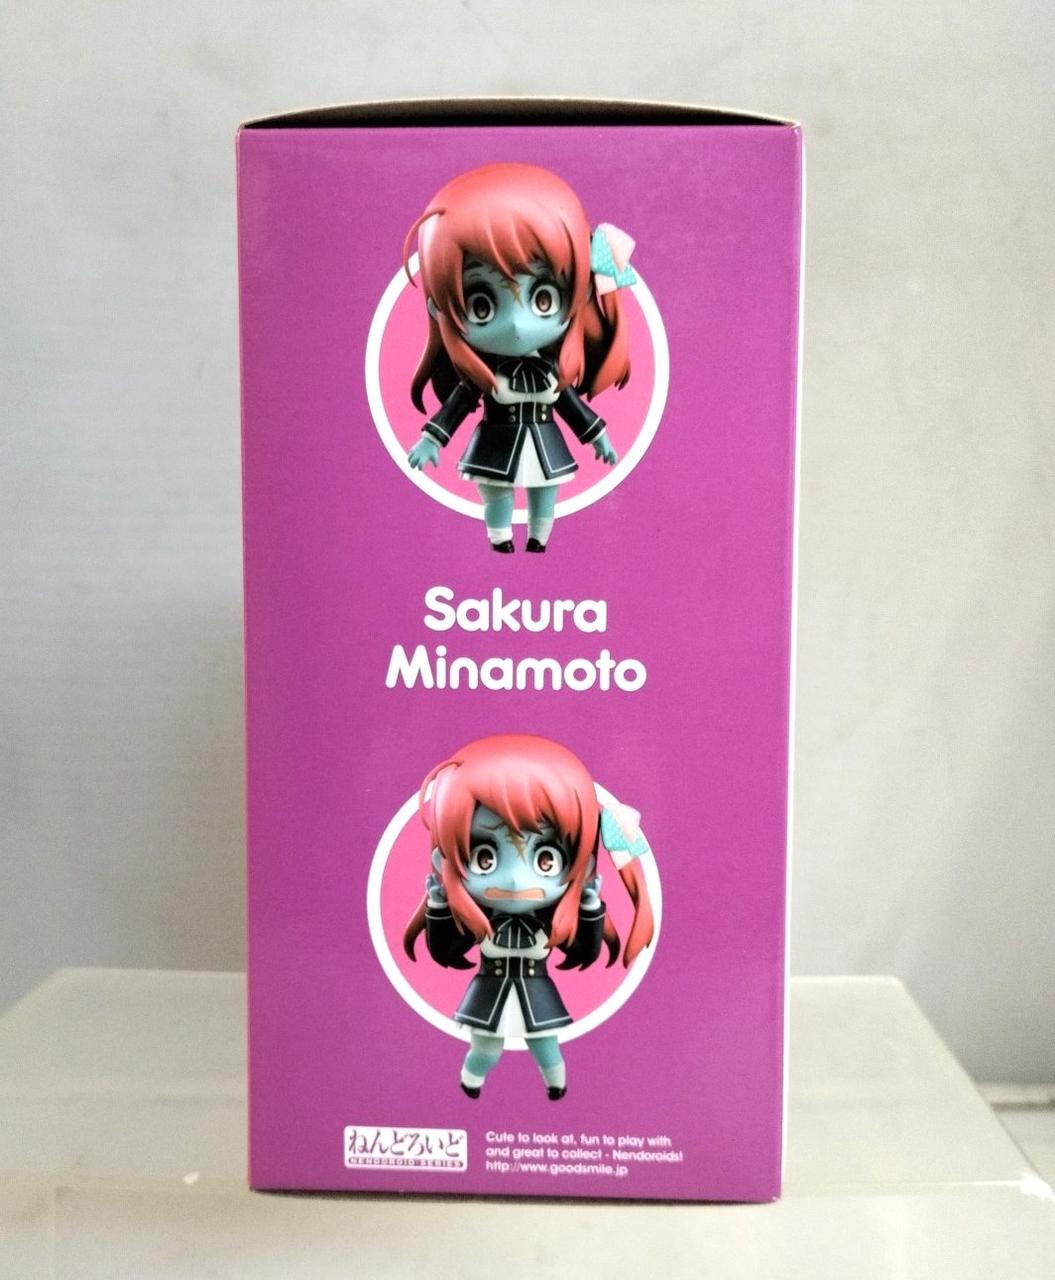 Sakura
Minamoto
ねんどろいど
NENDOROID SERIES
Cute to look at, fun to play with
and great to collect - Nendoroids!
http://www.goodsmile.jp